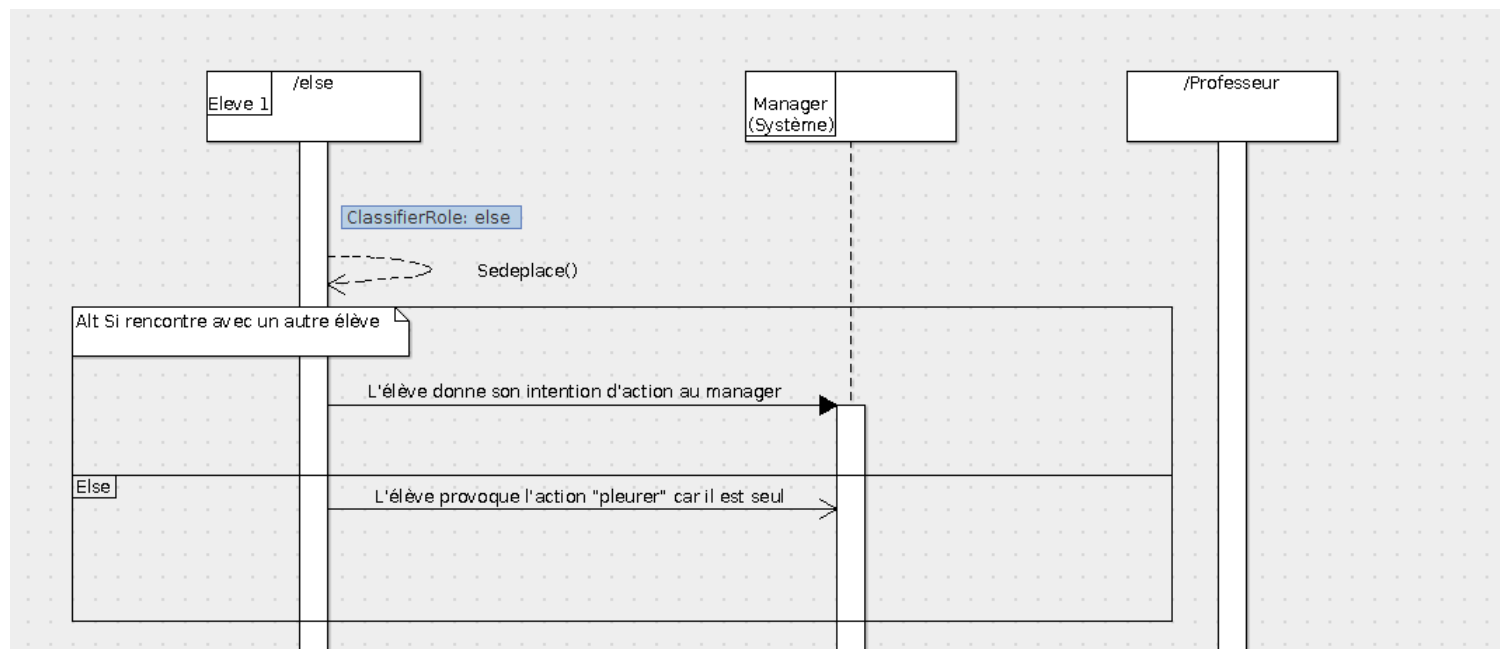 /else
Eleve 1
Manager
(Système)
/Professeur
ClassifierRole: else
Sedeplace()
Alt Si rencontre avec un autre élève
L'élève donne son intention d'action au manager
Else
L'élève provoque l'action "pleurer" car il est seul